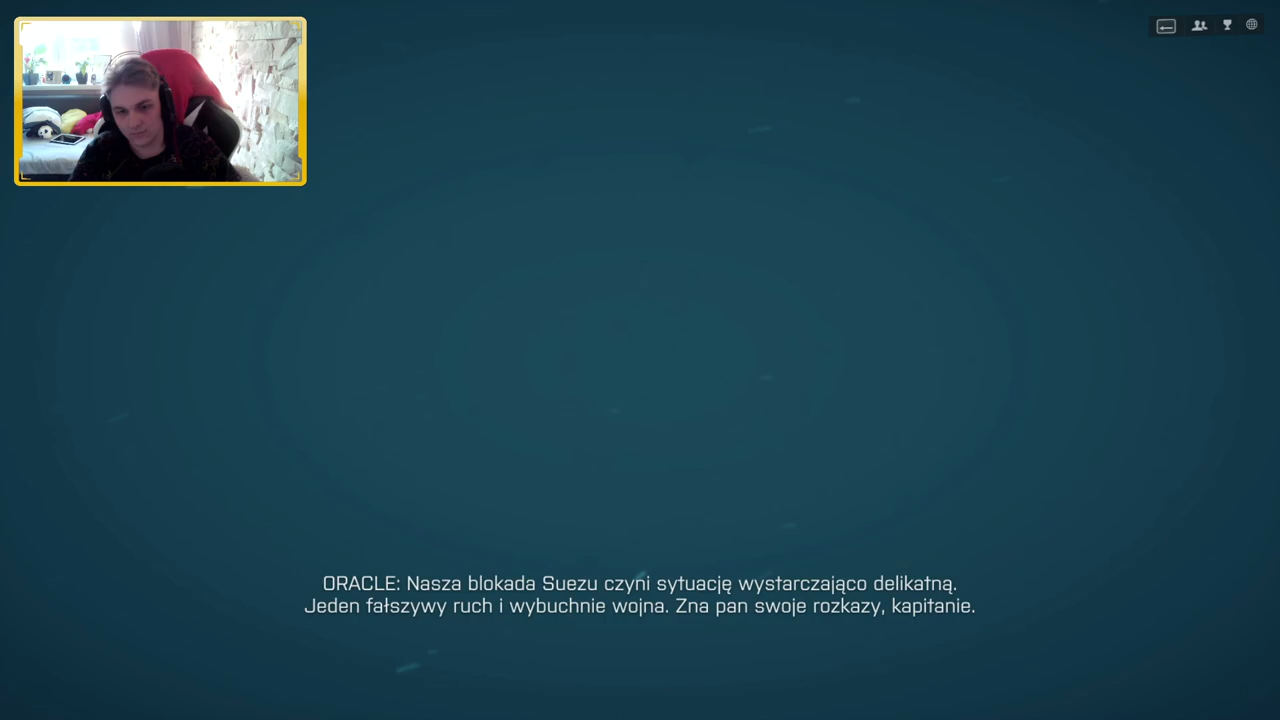 ORACLE: Nasza blokada Suezu czyni sytuację wystarczająco delikatną.
Jeden fałszywy ruch i wybuchnie wojna. Zna pan swoje rozkazy, kapitanie.